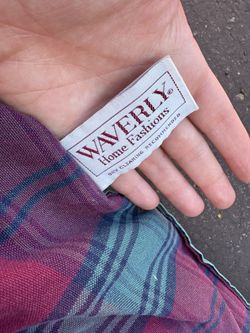 WAVERLY®
Home Fashions
DRY CLEANING RECOMMENDED